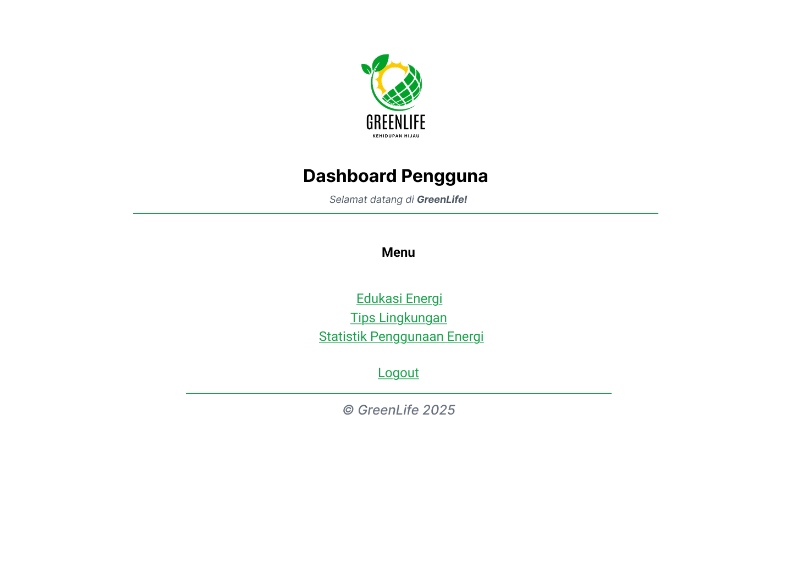 GREENLIFE
KEHIDUPAN HIJAU
Dashboard Pengguna
Selamat datang di GreenLife!
Menu
Edukasi Energi
Tips Lingkungan
Statistik Penggunaan Energi
Logout
© GreenLife 2025